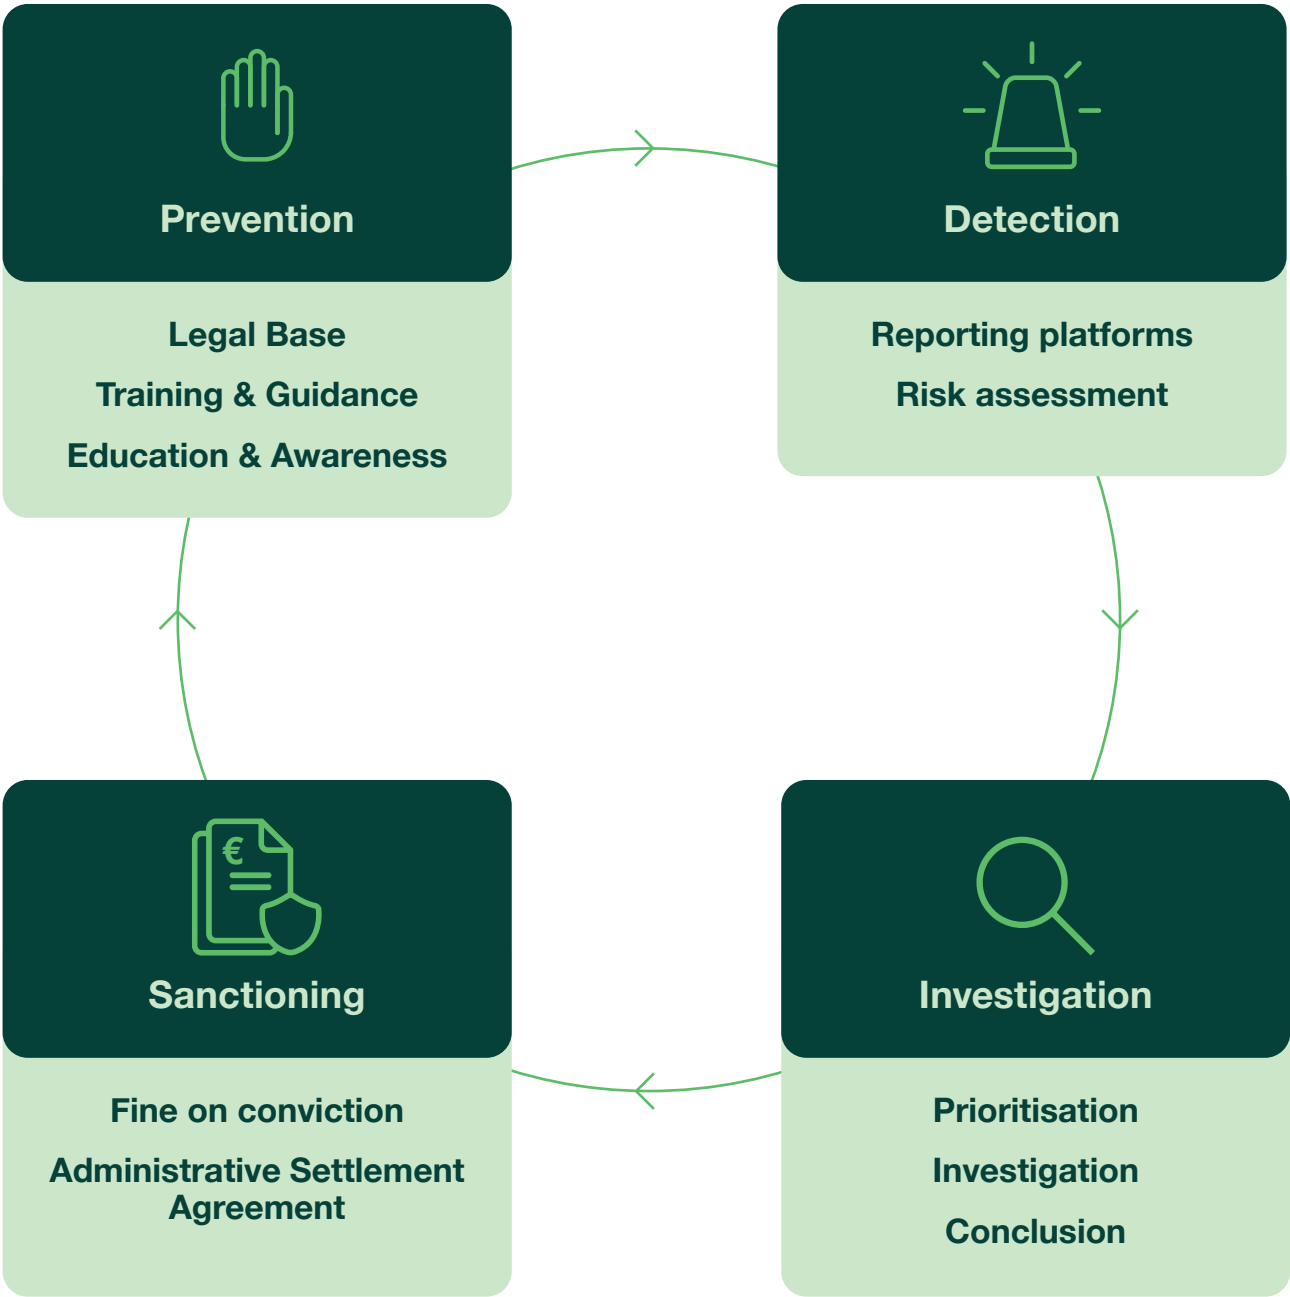 Prevention
Legal Base
Training & Guidance
Education & Awareness
Detection
Reporting platforms
Risk assessment
Investigation
Prioritisation
Investigation
Conclusion
€
Sanctioning
Fine on conviction
Administrative Settlement
Agreement